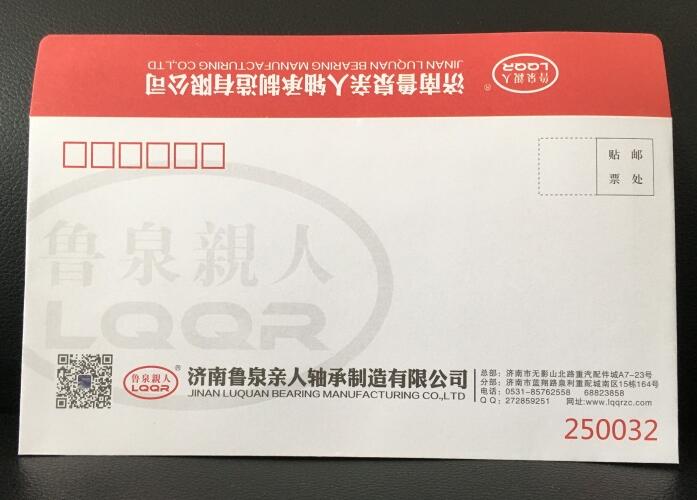 济南鲁泉亲人轴承制造有限公司
JINAN LUQUAN BEARING MANUFACTURING CO.,LTD
鲁泉親人
LQQR
®
贴 邮
票 处
鲁泉親人
LQQR
鲁泉親人
LQQR
®
济南鲁泉亲人轴承制造有限公司
JINAN LUQUAN BEARING MANUFACTURING CO.,LTD
总部：济南市无影山北路重汽配件城A7-23号
分部：济南市蓝翔路泉利重配城南区15栋164号
电话：0531-85762558 68823858
Q Q：272859251 网址:www.lqqrzc.com
250032